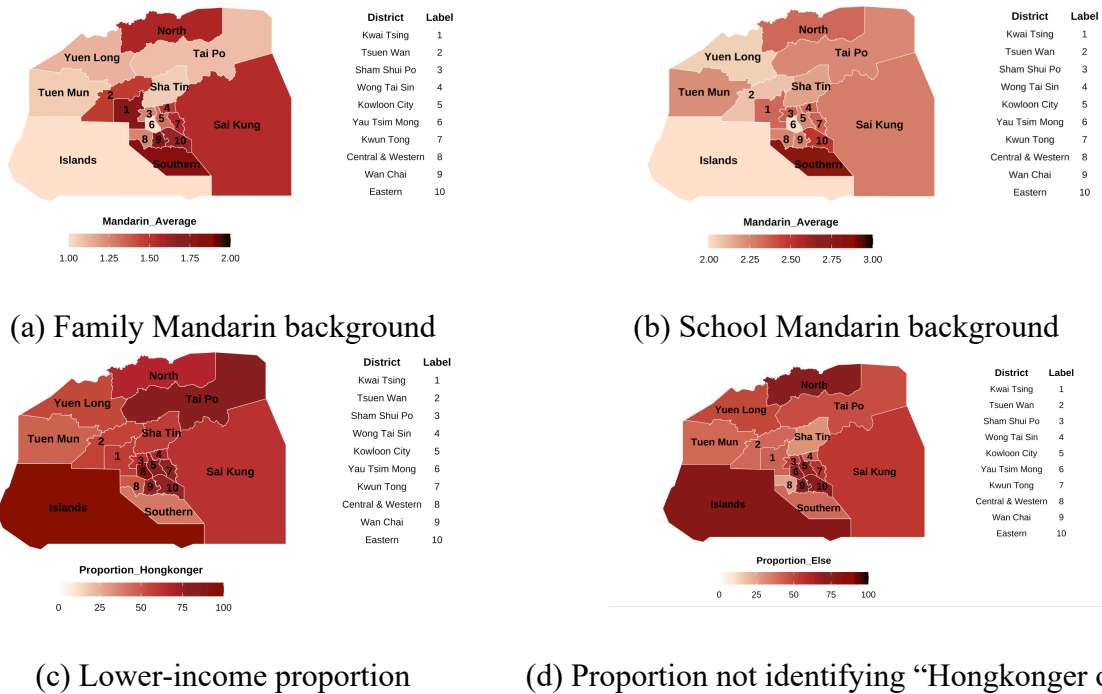 District Label
Kwai Tsing 1
Tsuen Wan 2
Sham Shui Po 3
Wong Tai Sin 4
Kowloon City 5
Yau Tsim Mong 6
Kwun Tong 7
Central & Western 8
Wan Chai 9
Eastern 10
North
Yuen Long
Tai Po
Tuen Mun
Sha Tin
2
1
3
4
5
6
7
8
9
10
Sai Kung
Islands
Southern
Mandarin_Average
1.00 1.25 1.50 1.75 2.00
(a) Family Mandarin background
District Label
Kwai Tsing 1
Tsuen Wan 2
Sham Shui Po 3
Wong Tai Sin 4
Kowloon City 5
Yau Tsim Mong 6
Kwun Tong 7
Central & Western 8
Wan Chai 9
Eastern 10
North
Yuen Long
Tai Po
Tuen Mun
Sha Tin
2
1
3
4
5
6
7
8
9
10
Sai Kung
Islands
Southern
Mandarin_Average
2.00 2.25 2.50 2.75 3.00
(b) School Mandarin background
District Label
Kwai Tsing 1
Tsuen Wan 2
Sham Shui Po 3
Wong Tai Sin 4
Kowloon City 5
Yau Tsim Mong 6
Kwun Tong 7
Central & Western 8
Wan Chai 9
Eastern 10
North
Yuen Long
Tai Po
Tuen Mun
Sha Tin
2
1
3
4
5
6
7
8
9
10
Sai Kung
Islands
Southern
Proportion_Hongkonger
0 25 50 75 100
(c) Lower-income proportion
District Label
Kwai Tsing 1
Tsuen Wan 2
Sham Shui Po 3
Wong Tai Sin 4
Kowloon City 5
Yau Tsim Mong 6
Kwun Tong 7
Central & Western 8
Wan Chai 9
Eastern 10
North
Yuen Long
Tai Po
Tuen Mun
Sha Tin
2
1
3
4
5
6
7
8
9
10
Sai Kung
Islands
Southern
Proportion_Else
0 25 50 75 100
(d) Proportion not identifying “Hongkonger